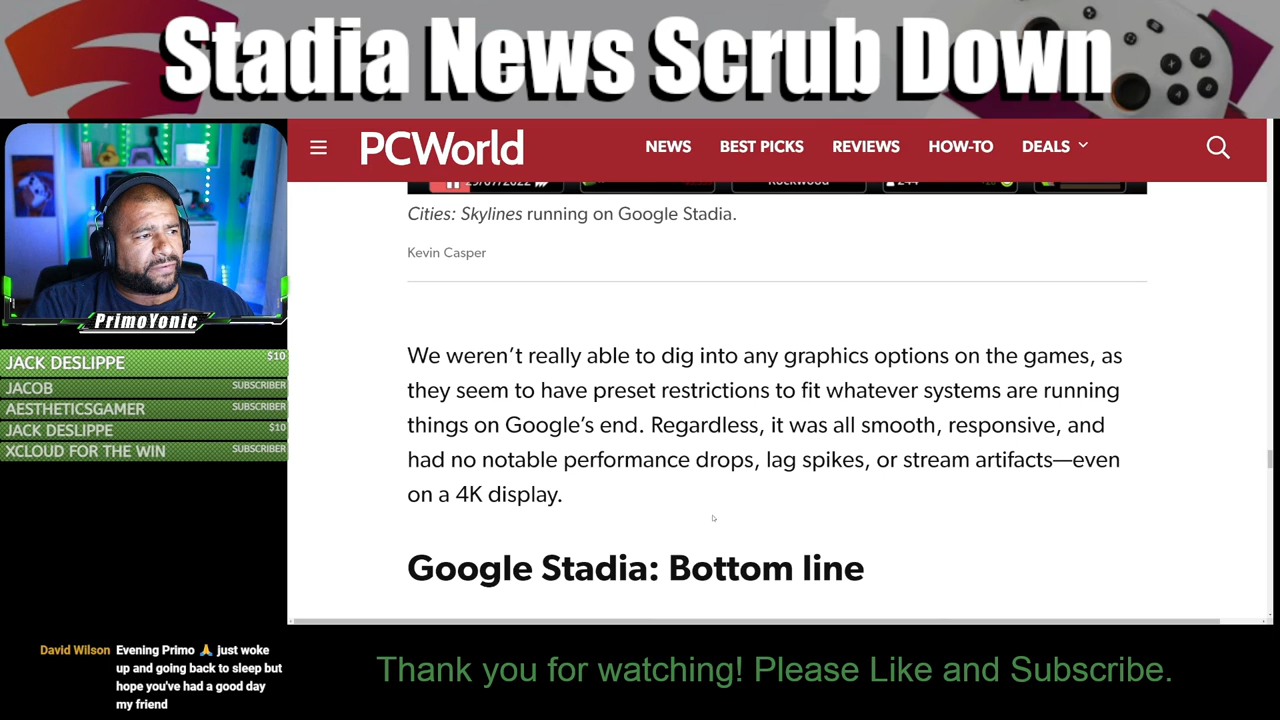 Stadia News Scrub Down
PCWorld
NEWS BEST PICKS REVIEWS HOW-TO DEALS
Rockwood
Cities: Skylines running on Google Stadia.
Kevin Casper
We weren’t really able to dig into any graphics options on the games, as
they seem to have preset restrictions to fit whatever systems are running
things on Google’s end. Regardless, it was all smooth, responsive, and
had no notable performance drops, lag spikes, or stream artifacts—even
on a 4K display.
Google Stadia: Bottom line
PrimoYonic
JACK DESLIPPE $10
JACOB SUBSCRIBER
AESTHETICSGAMER SUBSCRIBER
JACK DESLIPPE $10
XCLOUD FOR THE WIN SUBSCRIBER
David Wilson Evening Primo 🙏 just woke
up and going back to sleep but
hope you've had a good day
my friend
Thank you for watching! Please Like and Subscribe.